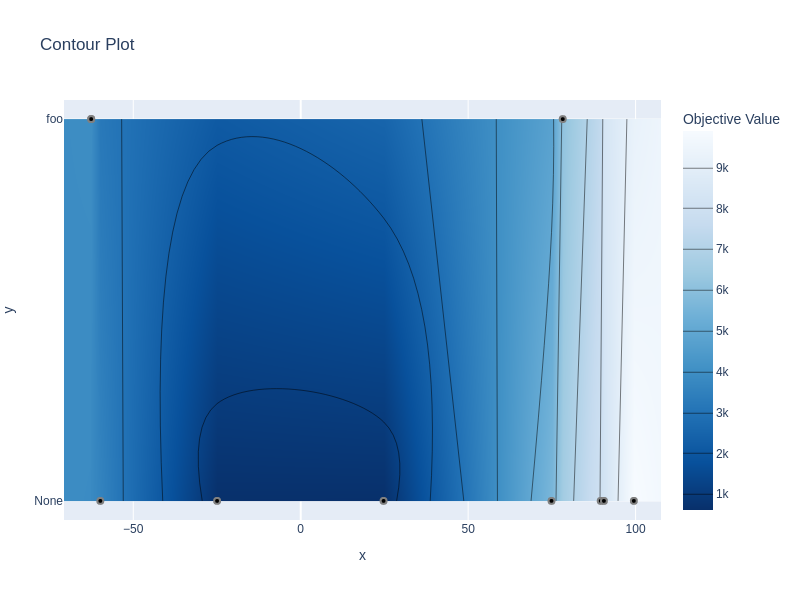 Contour Plot
foo
None
y
−50
0
50
100
x
Objective Value
9k
8k
7k
6k
5k
4k
3k
2k
1k